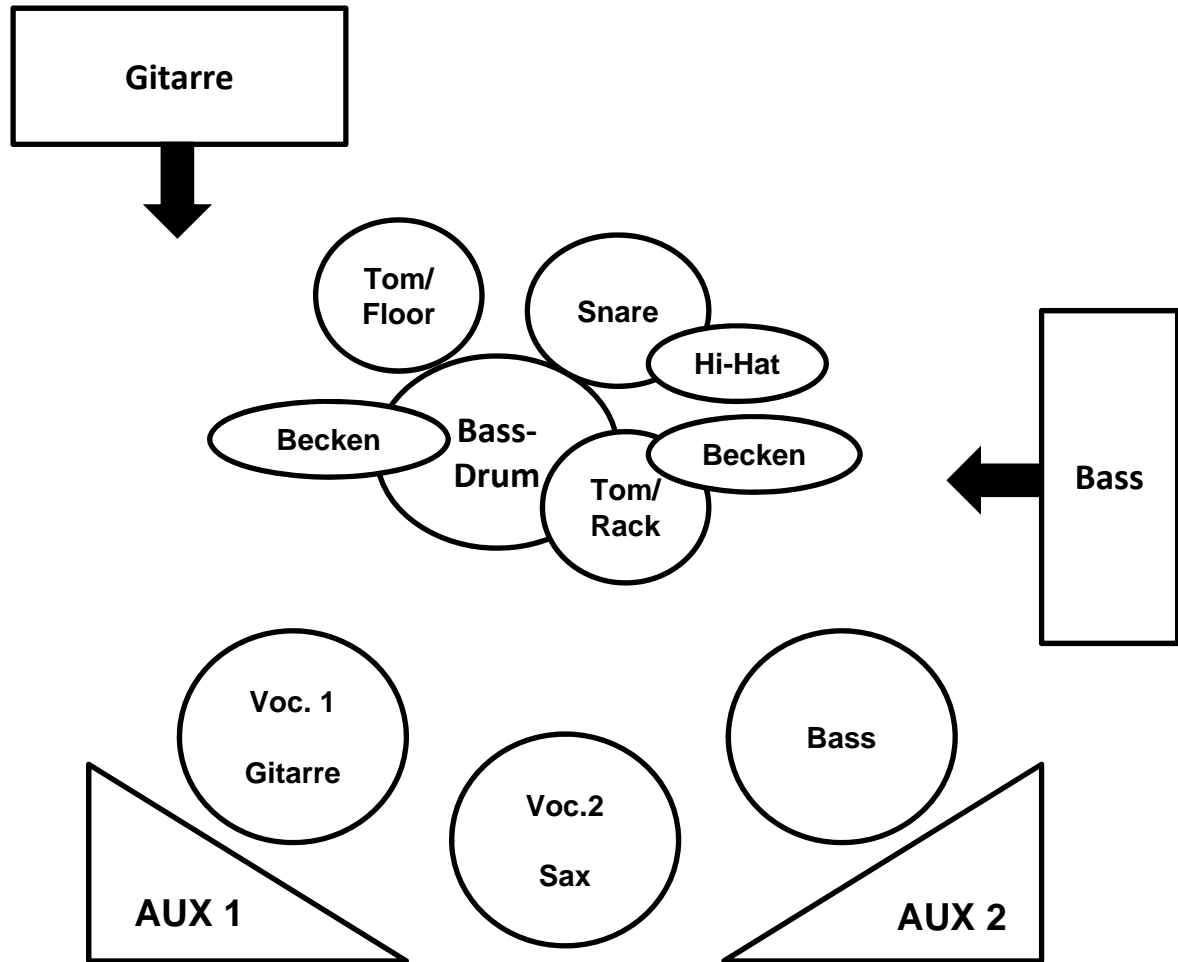 Gitarre
Tom/
Floor
Snare
Hi-Hat
Becken
Bass-
Drum
Becken
Tom/
Rack
Bass
Voc. 1
Gitarre
Voc.2
Sax
Bass
AUX 1
AUX 2